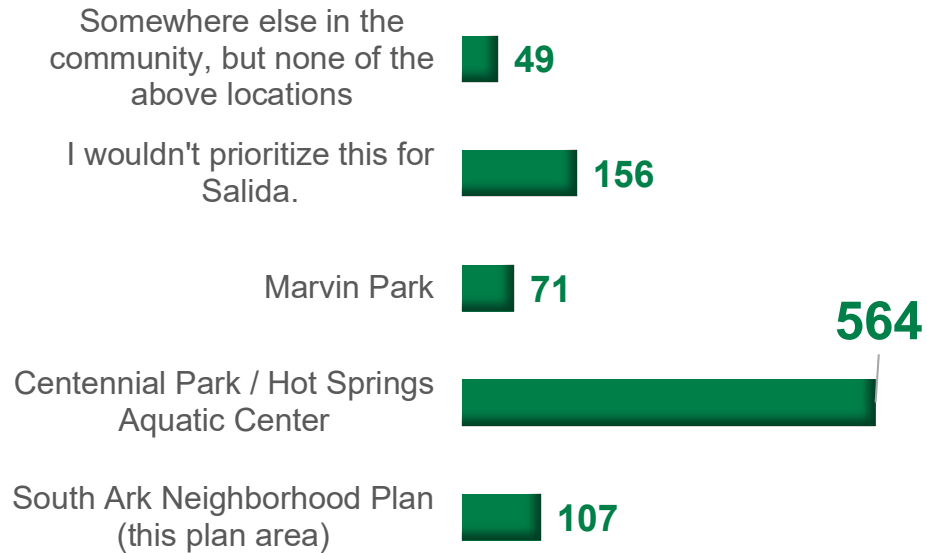 Somewhere else in the
community, but none of the
above locations
49
I wouldn't prioritize this for
Salida.
156
Marvin Park
71
564
Centennial Park / Hot Springs
Aquatic Center
South Ark Neighborhood Plan
(this plan area)
107